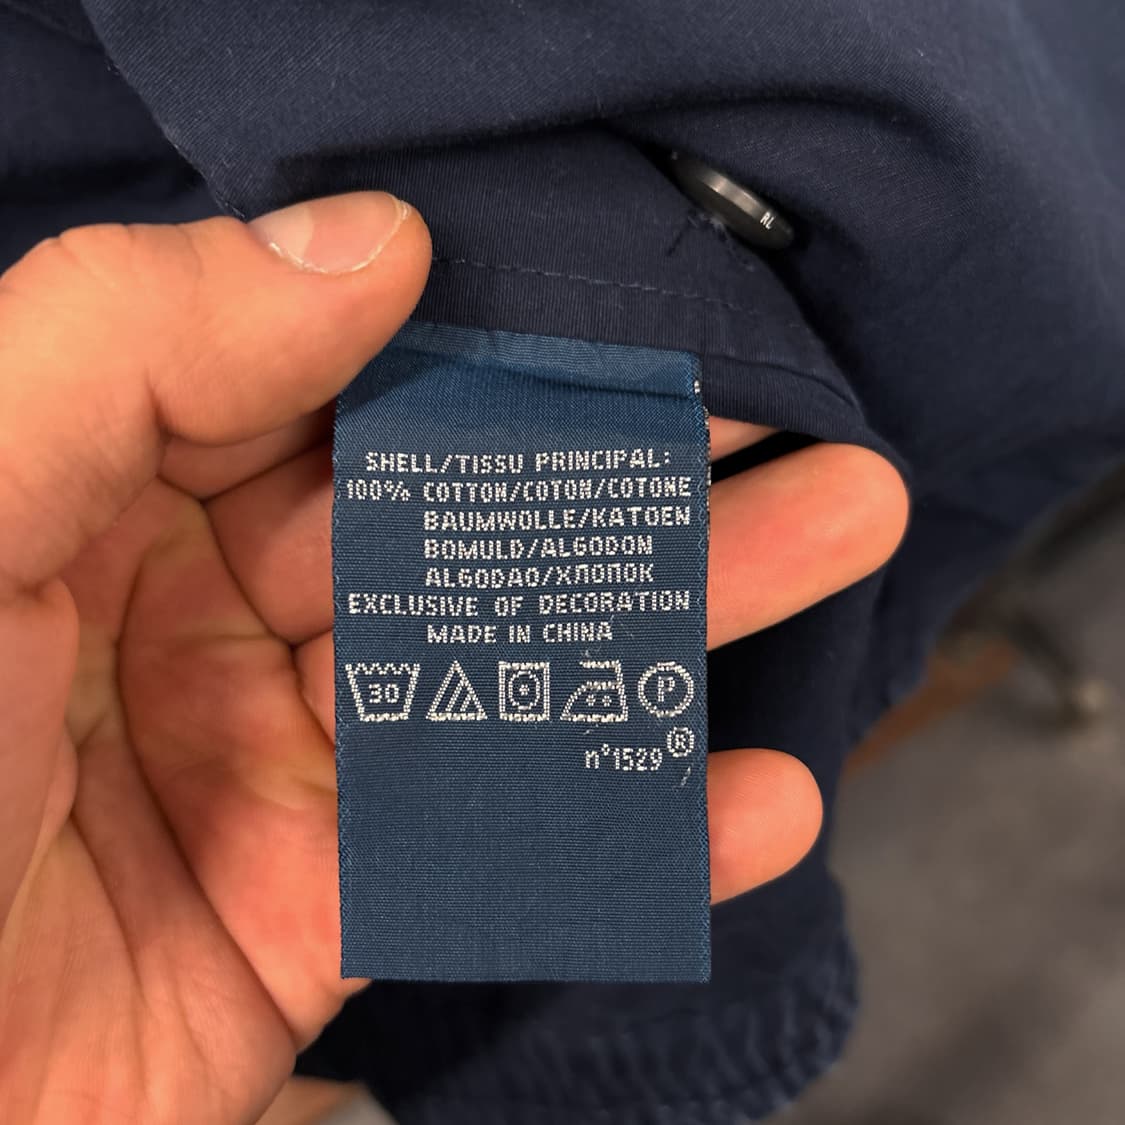 RL
SHELL/TISSU PRINCIPAL:
100% COTTON/COTON/COTONE
BAUMWOLLE/KATOEN
BOMULD/ALGODON
ALGODAO/ХЛОПОК
EXCLUSIVE OF DECORATION
MADE IN CHINA
30 P
n°1529®